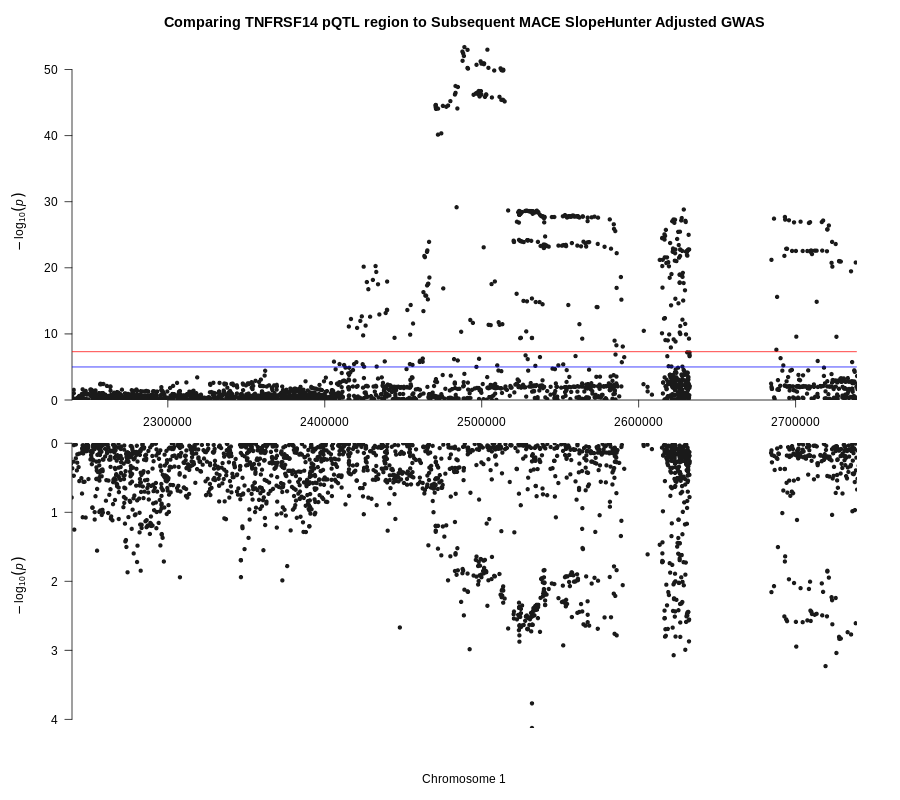 Comparing TNFRSF14 pQTL region to Subsequent MACE SlopeHunter Adjusted GWAS
50
40
30
20
10
0
− log10(p)
2300000 2400000 2500000 2600000 2700000
0
1
2
3
4
− log10(p)
Chromosome 1